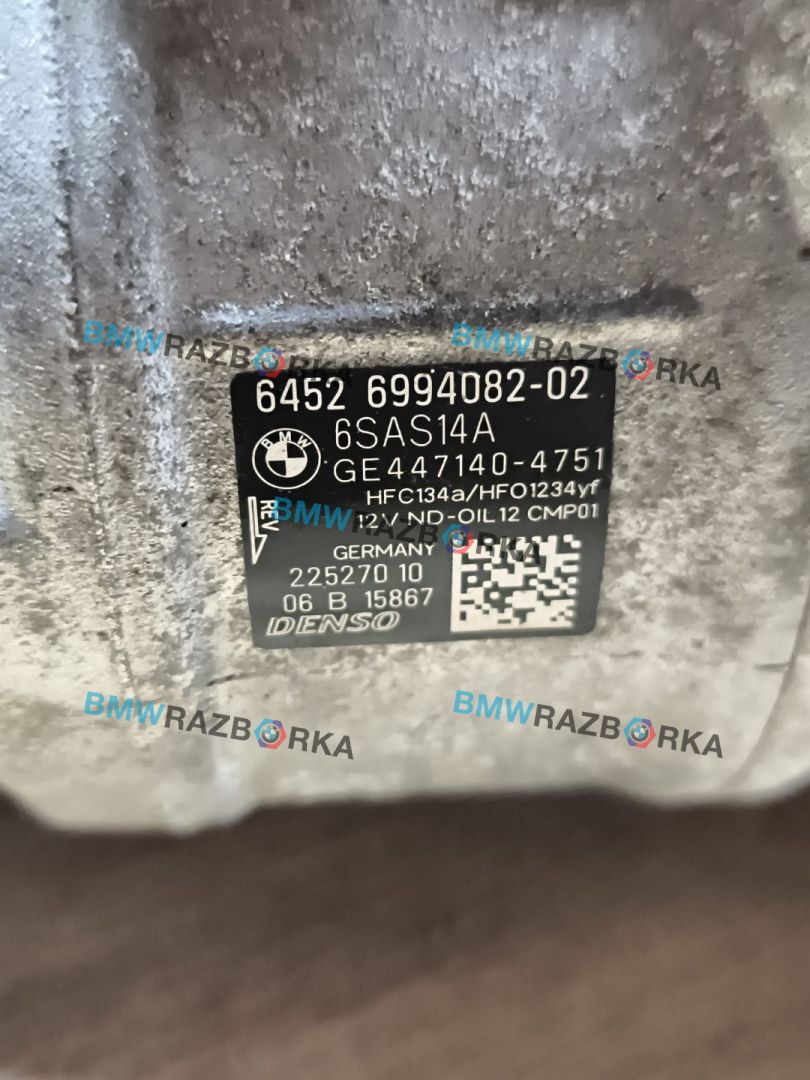 BMWRAZBORKA
BMWRAZBORKA
6452 6994082-02
BMW
6SAS14A
GE447140-4751
HFC134a/HFO1234yf
REV
12V ND-OIL12 CMP01
BMWRAZBORKA
GERMANY
225270 10
06 B 15867
DENSO
BMWRAZBORKA
BMWRAZBORKA